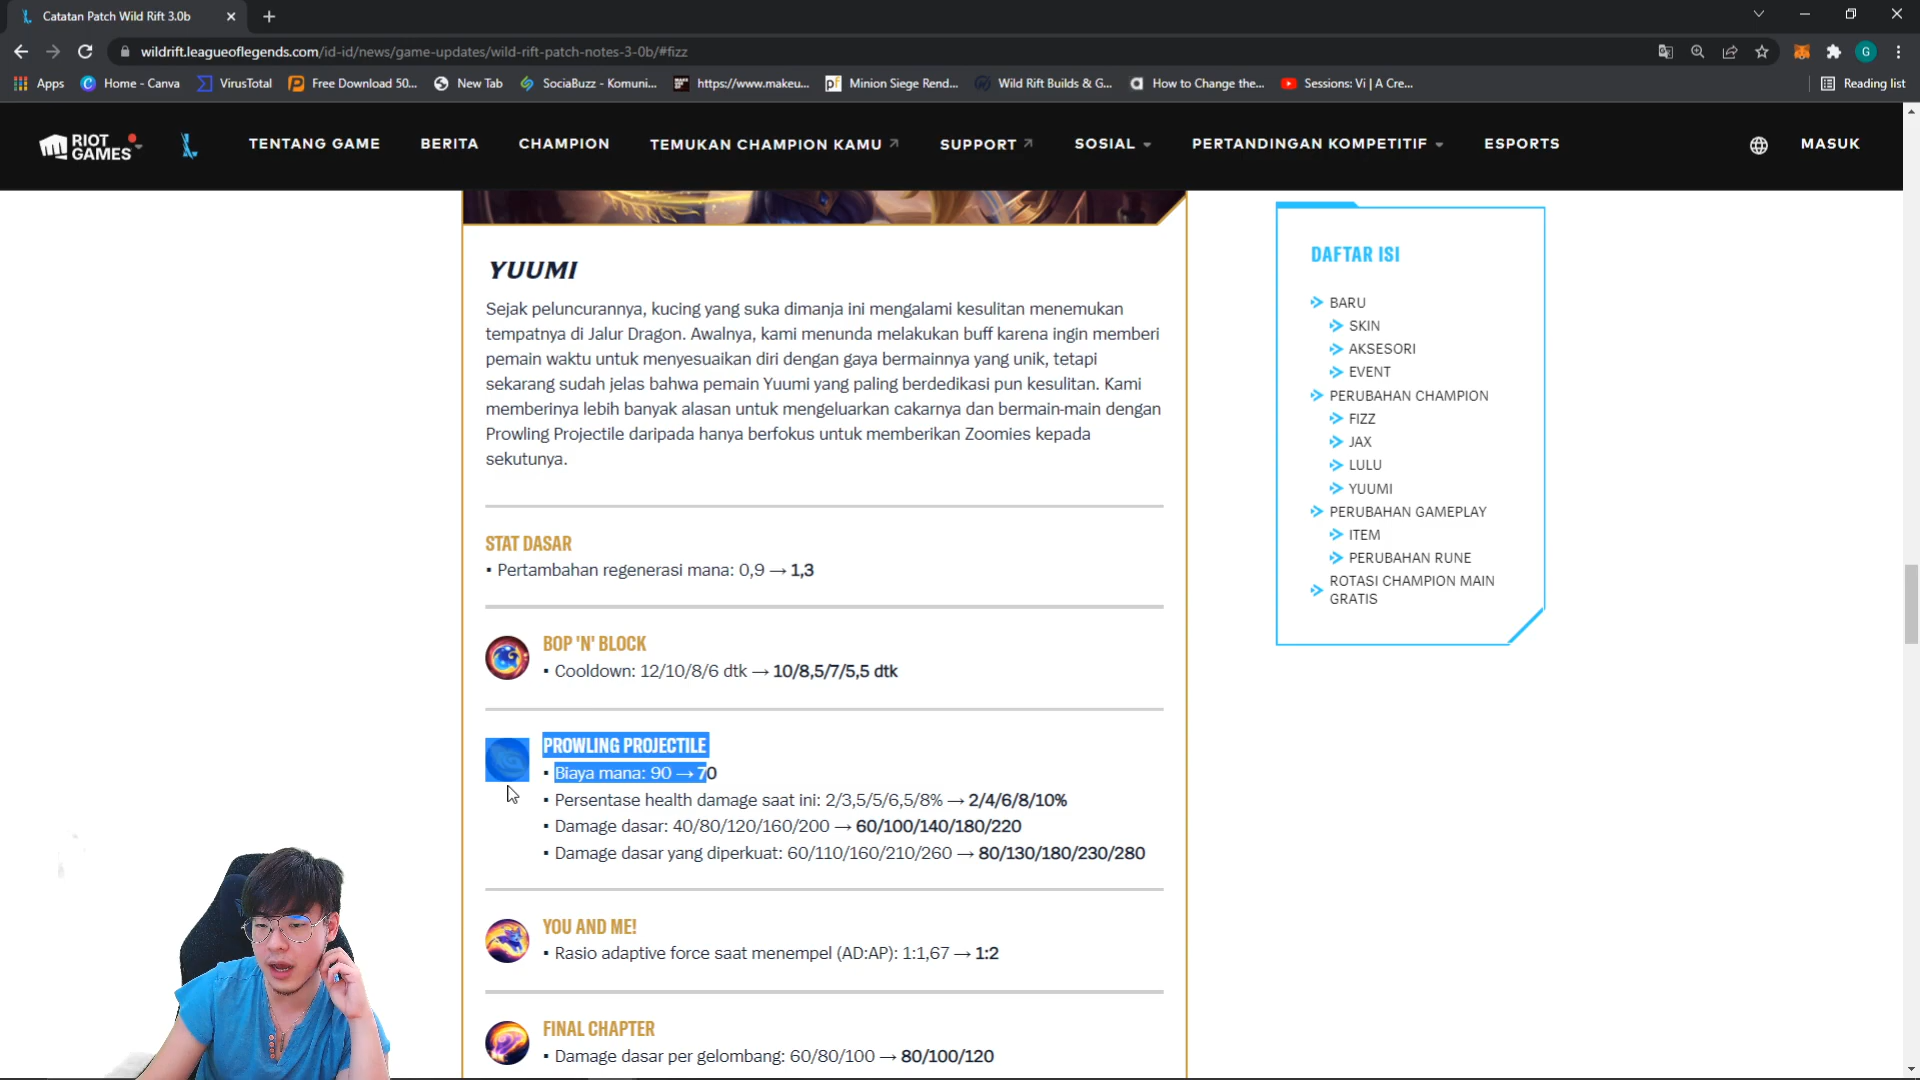 Catatan Patch Wild Rift 3.0b
wildrift.leagueoflegends.com/id-id/news/game-updates/wild-rift-patch-notes-3-0b/#fizz
G
Apps
Home - Canva
VirusTotal
Free Download 50...
New Tab
SociaBuzz - Komuni...
https://www.makeu...
Minion Siege Rend...
Wild Rift Builds & G...
How to Change the...
Sessions: Vi | A Cre...
Reading list
RIOT GAMES
TENTANG GAME
BERITA
CHAMPION
TEMUKAN CHAMPION KAMU
SUPPORT
SOSIAL
PERTANDINGAN KOMPETITIF
ESPORTS
MASUK
YUUMI
Sejak peluncurannya, kucing yang suka dimanja ini mengalami kesulitan menemukan
tempatnya di Jalur Dragon. Awalnya, kami menunda melakukan buff karena ingin memberi
pemain waktu untuk menyesuaikan diri dengan gaya bermainnya yang unik, tetapi
sekarang sudah jelas bahwa pemain Yuumi yang paling berdedikasi pun kesulitan. Kami
memberinya lebih banyak alasan untuk mengeluarkan cakarnya dan bermain-main dengan
Prowling Projectile daripada hanya berfokus untuk memberikan Zoomies kepada
sekutunya.
STAT DASAR
• Pertambahan regenerasi mana: 0,9 → 1,3
BOP 'N' BLOCK
• Cooldown: 12/10/8/6 dtk → 10/8,5/7/5,5 dtk
PROWLING PROJECTILE
• Biaya mana: 90 → 70
• Persentase health damage saat ini: 2/3,5/5/6,5/8% → 2/4/6/8/10%
• Damage dasar: 40/80/120/160/200 → 60/100/140/180/220
• Damage dasar yang diperkuat: 60/110/160/210/260 → 80/130/180/230/280
YOU AND ME!
• Rasio adaptive force saat menempel (AD:AP): 1:1,67 → 1:2
FINAL CHAPTER
• Damage dasar per gelombang: 60/80/100 → 80/100/120
DAFTAR ISI
BARU
SKIN
AKSESORI
EVENT
PERUBAHAN CHAMPION
FIZZ
JAX
LULU
YUUMI
PERUBAHAN GAMEPLAY
ITEM
PERUBAHAN RUNE
ROTASI CHAMPION MAIN
GRATIS